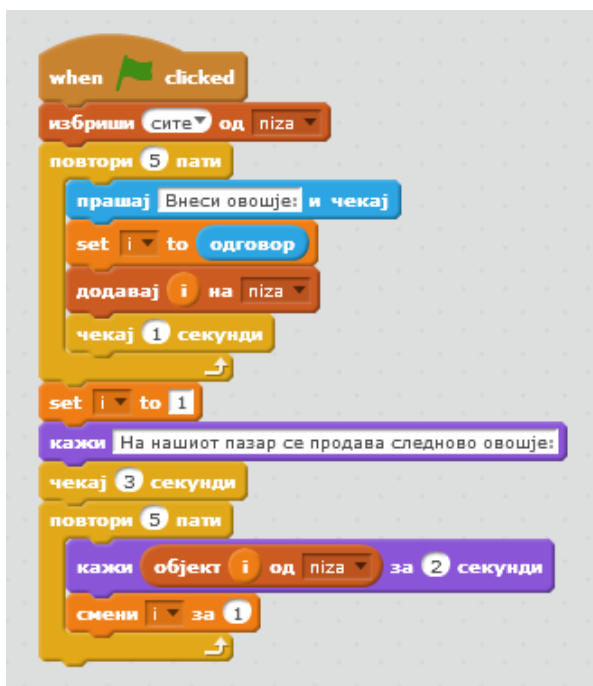 when clicked
избриши сите од niza
повтори 5 пати
прашај Внеси овошје: и чекај
set i to одговор
додавај i на niza
чекај 1 секунди
set i to 1
кажи На нашиот пазар се продава следново овошје:
чекај 3 секунди
повтори 5 пати
кажи објект i од niza за 2 секунди
смени i за 1